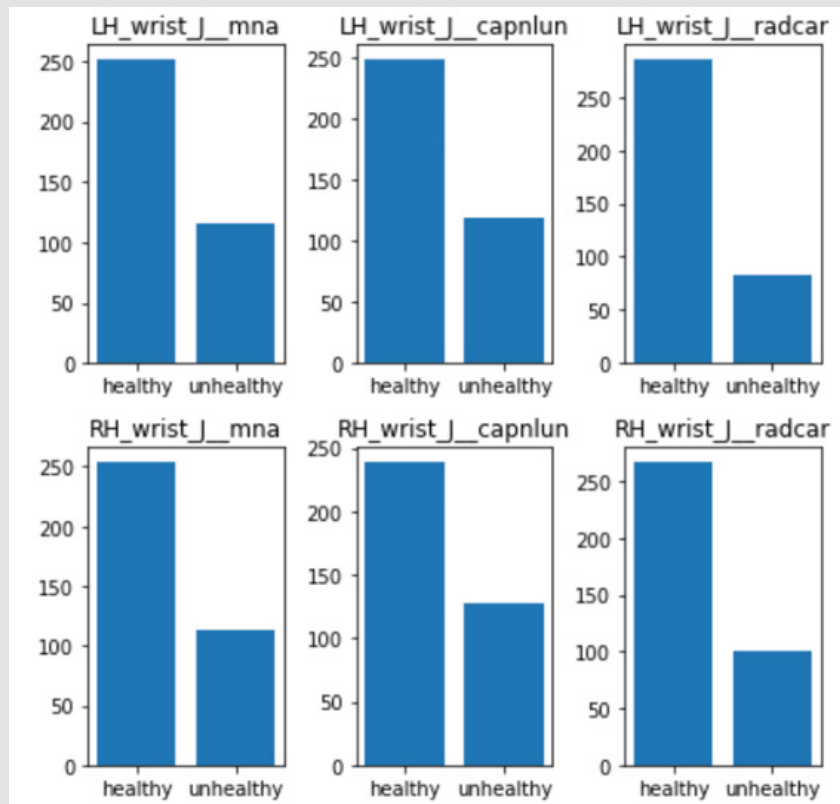 LH_wrist_J__mna LH_wrist_J__capnlun LH_wrist_J__radcar
250 250 250
200 200 200
150 150 150
100 100 100
50 50 50
0 0 0
healthy unhealthy healthy unhealthy healthy unhealthy
RH_wrist_J__mna RH_wrist_J__capnlun RH_wrist_J__radcar
250 250 250
200 200 200
150 150 150
100 100 100
50 50 50
0 0 0
healthy unhealthy healthy unhealthy healthy unhealthy